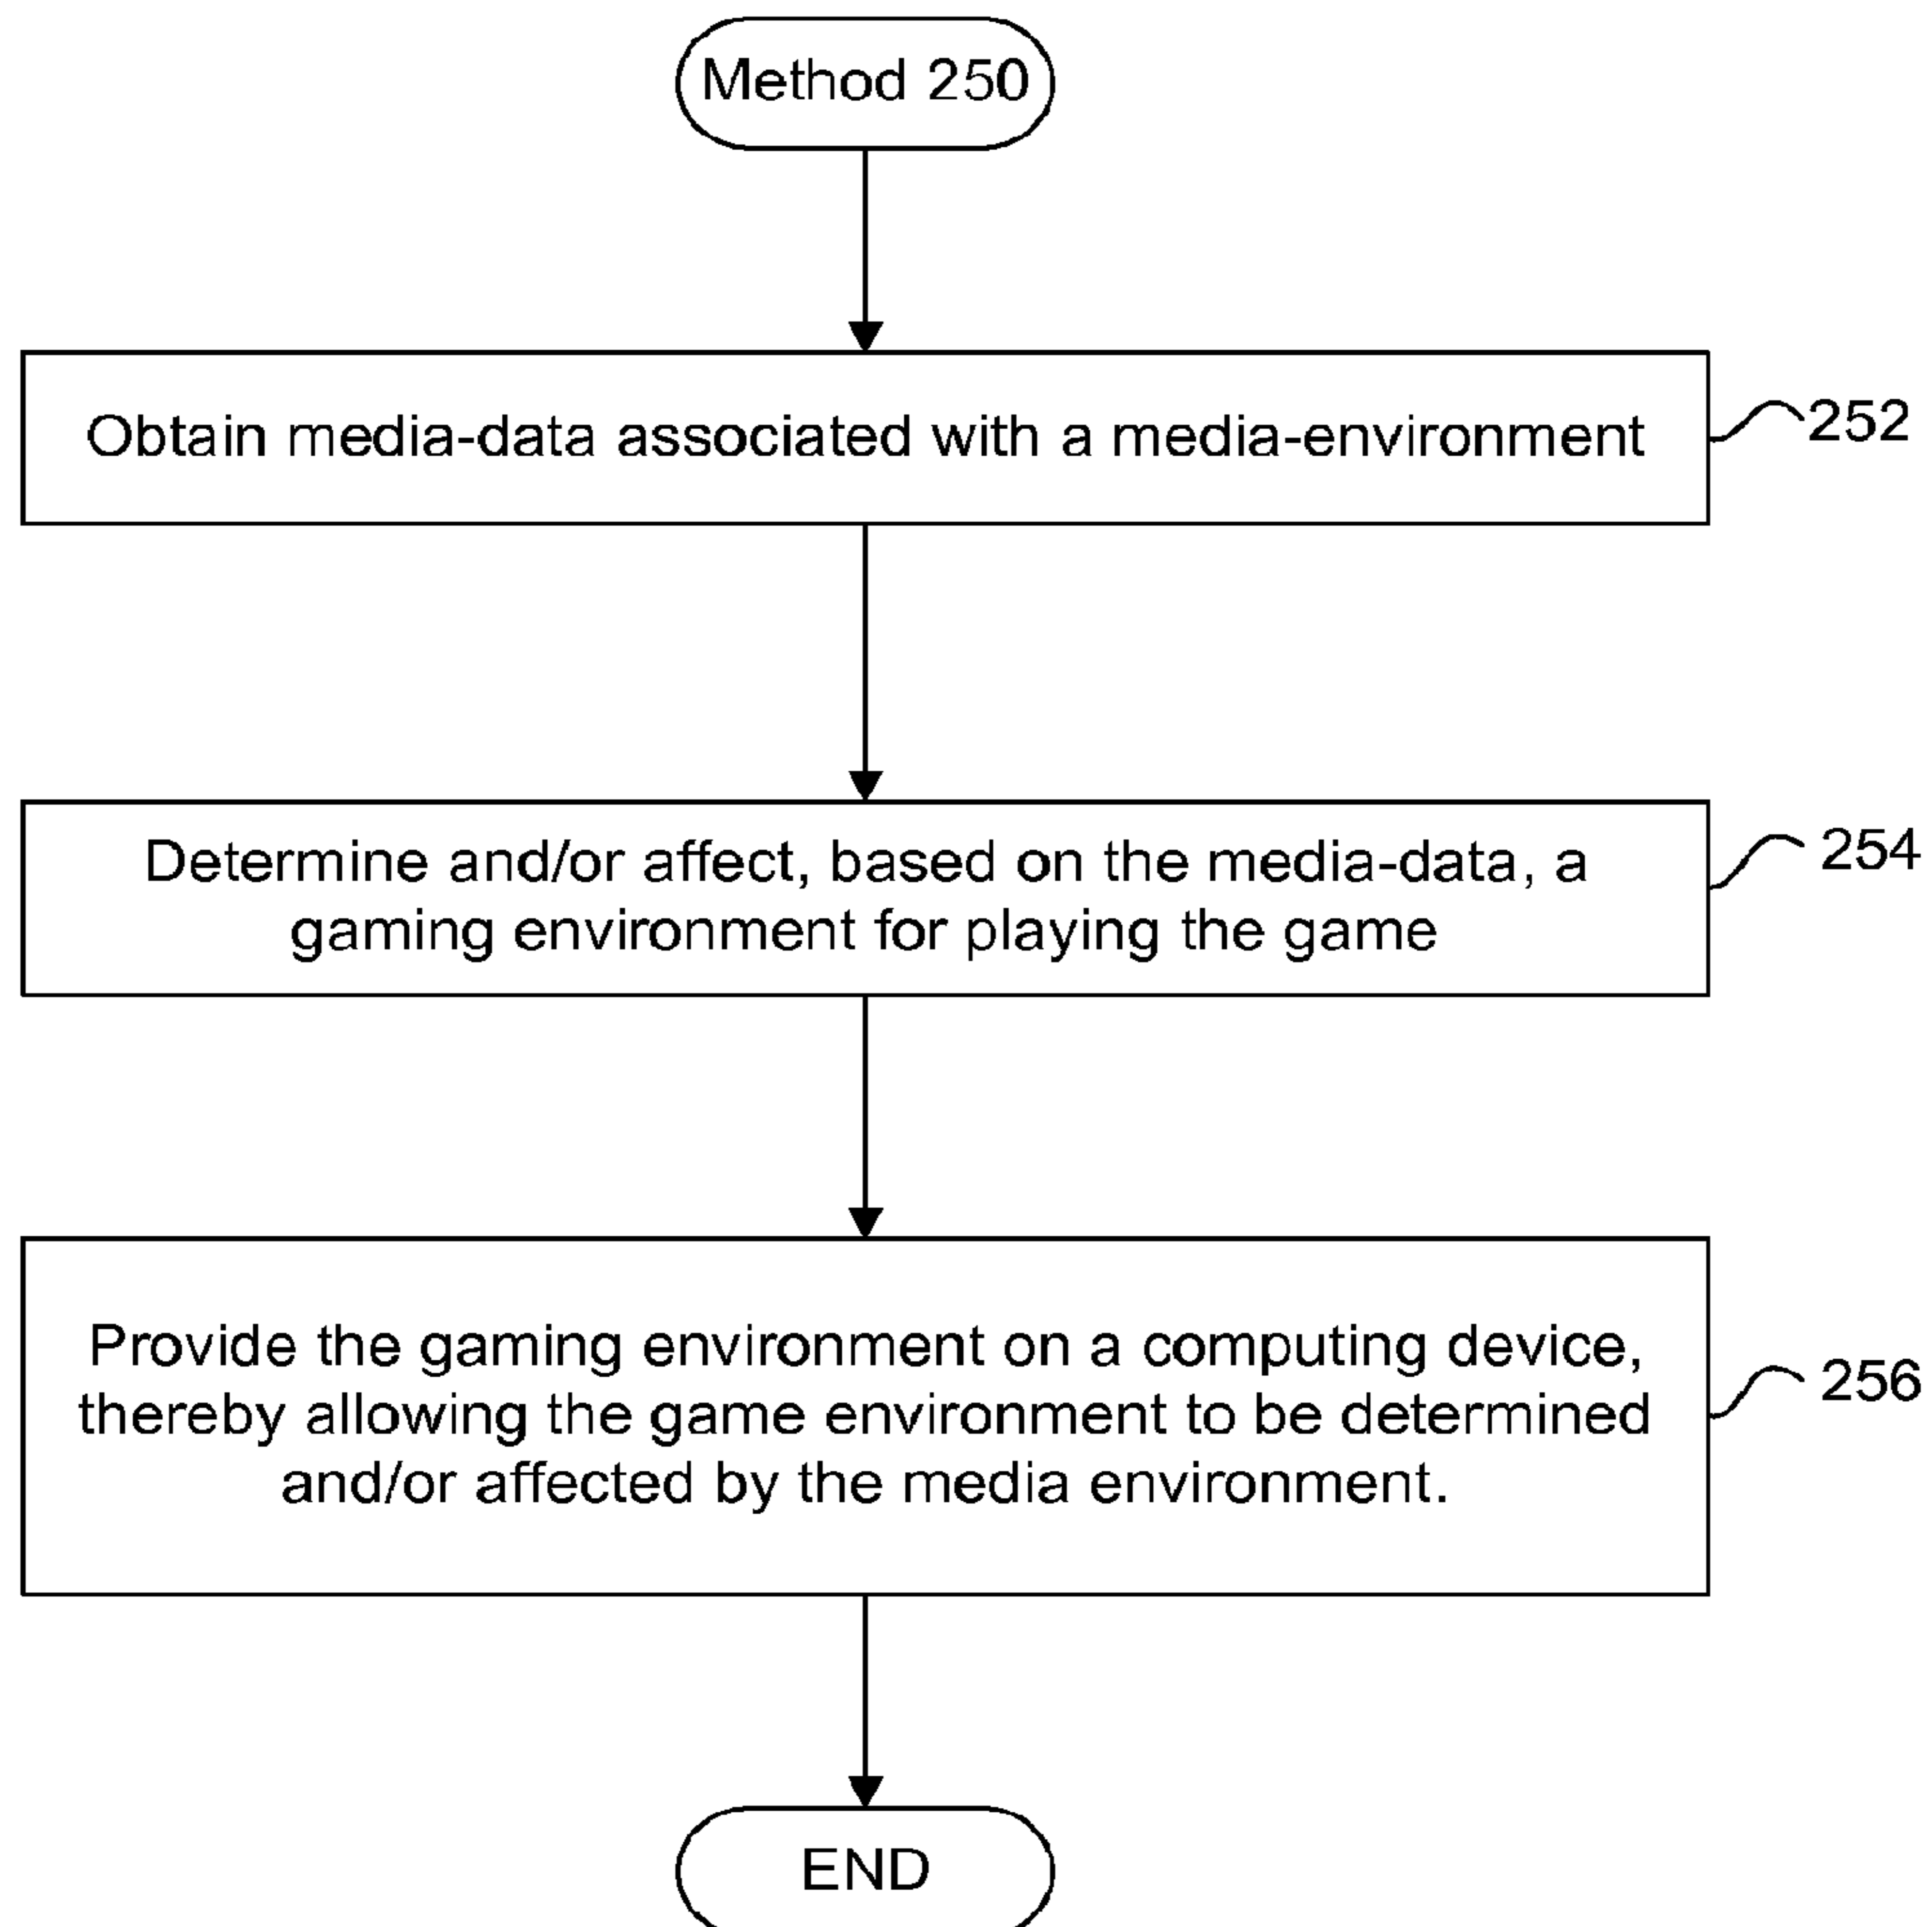 Method 250
Obtain media-data associated with a media-environment
252
Determine and/or affect, based on the media-data, a
gaming environment for playing the game
254
Provide the gaming environment on a computing device,
thereby allowing the game environment to be determined
and/or affected by the media environment.
256
END